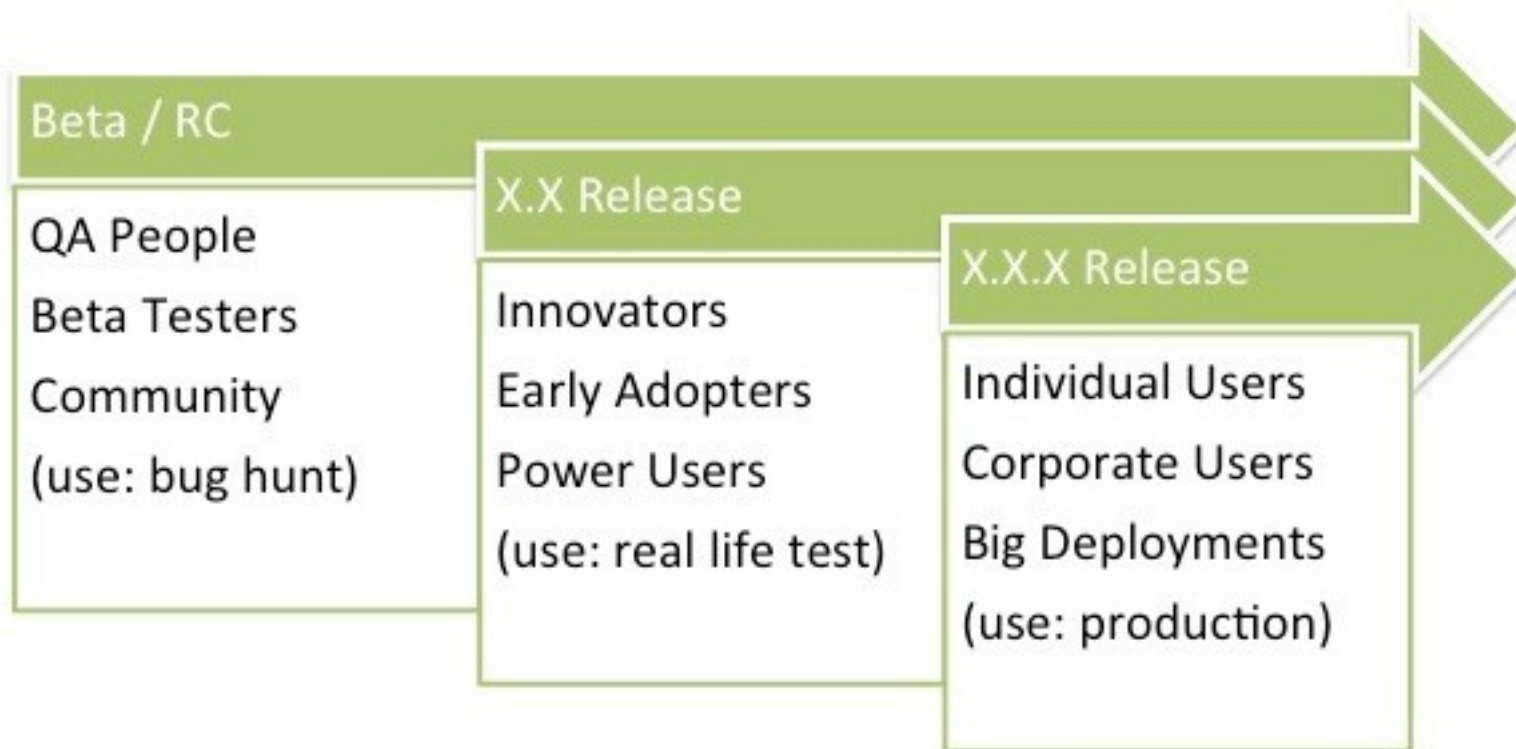 Beta / RC
QA People
Beta Testers
Community
(use: bug hunt)
X.X Release
Innovators
Early Adopters
Power Users
(use: real life test)
X.X.X Release
Individual Users
Corporate Users
Big Deployments
(use: production)